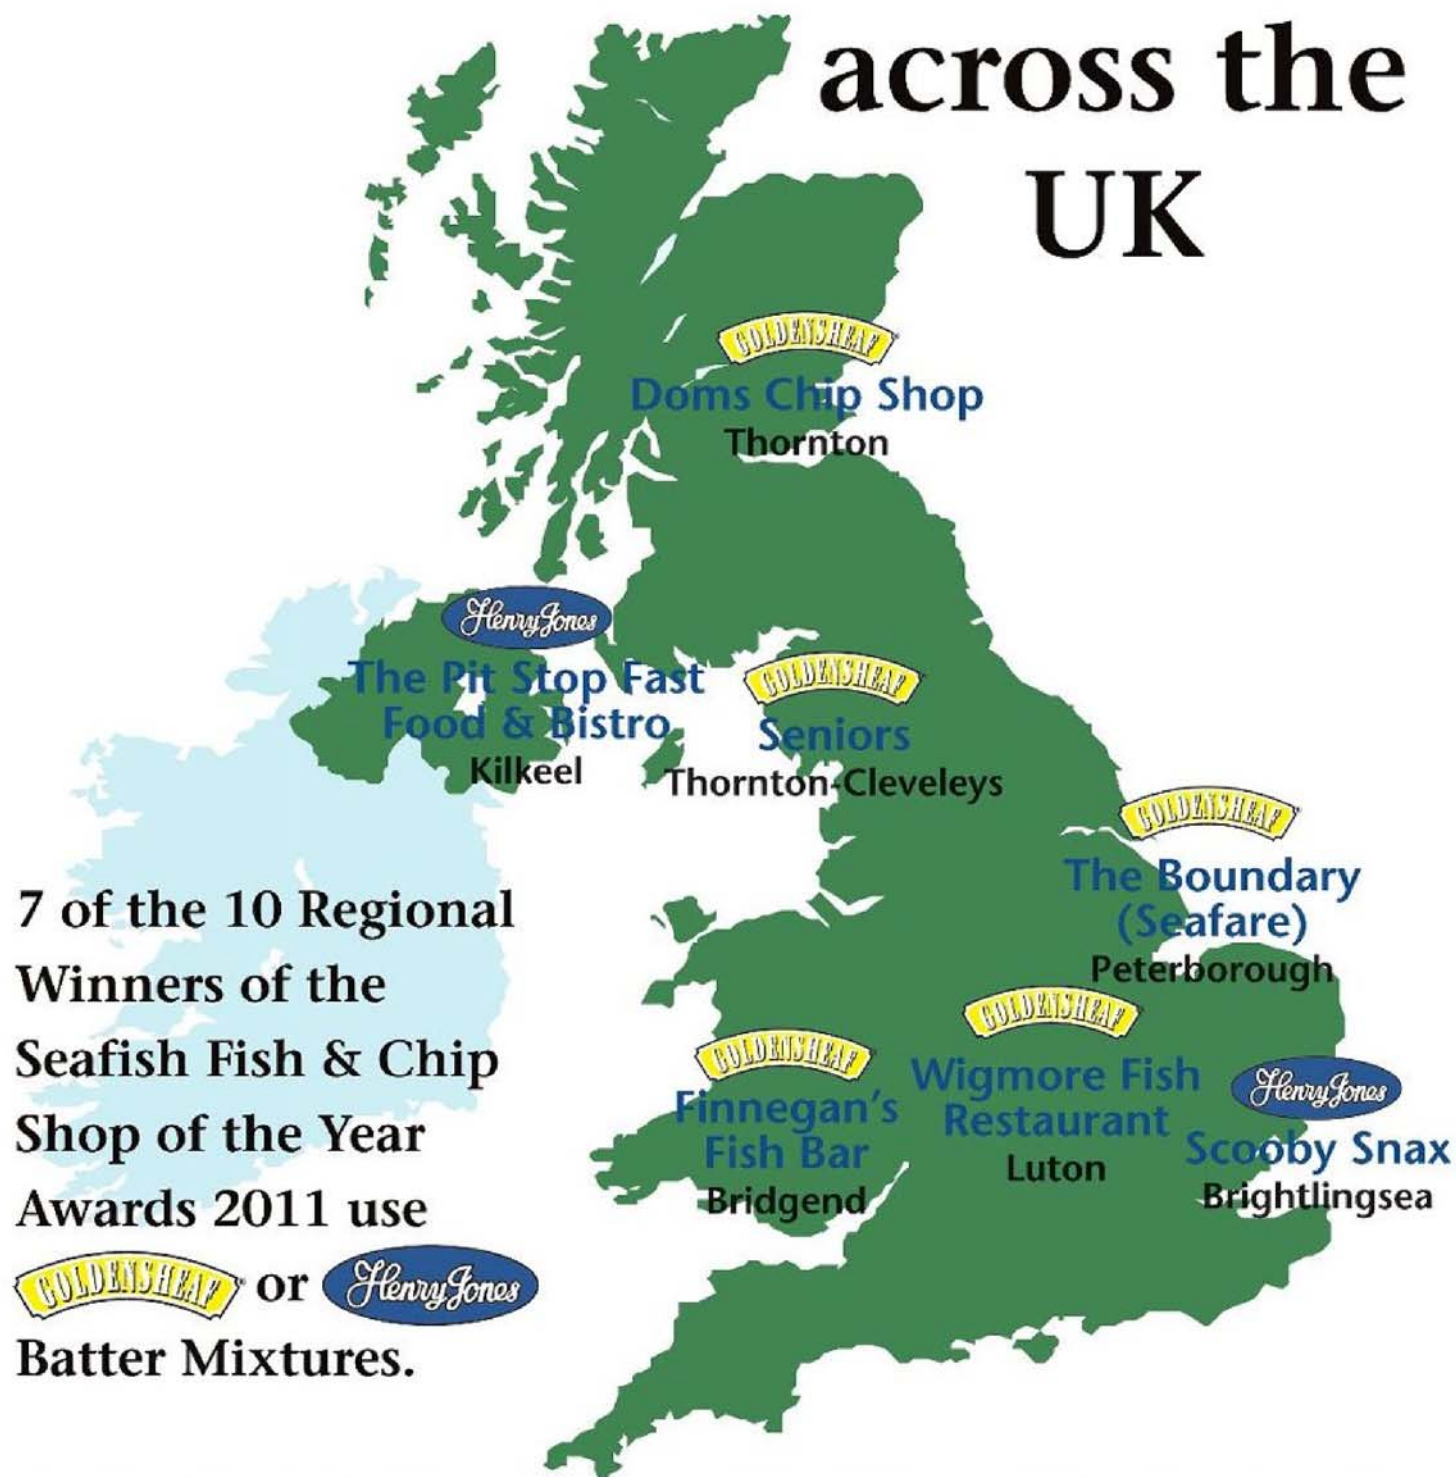 across the
UK
GOLDENSHEAF
Doms Chip Shop
Thornton
Henry Jones
The Pit Stop Fast
Food & Bistro
Kilkeel
GOLDENSHEAF
Seniors
Thornton-Cleveleys
GOLDENSHEAF
The Boundary
(Seafare)
Peterborough
GOLDENSHEAF
Wigmore Fish
Restaurant
Luton
GOLDENSHEAF
Finnegan's
Fish Bar
Bridgend
Henry Jones
Scooby Snax
Brightlingsea
7 of the 10 Regional
Winners of the
Seafish Fish & Chip
Shop of the Year
Awards 2011 use
GOLDENSHEAF or Henry Jones
Batter Mixtures.